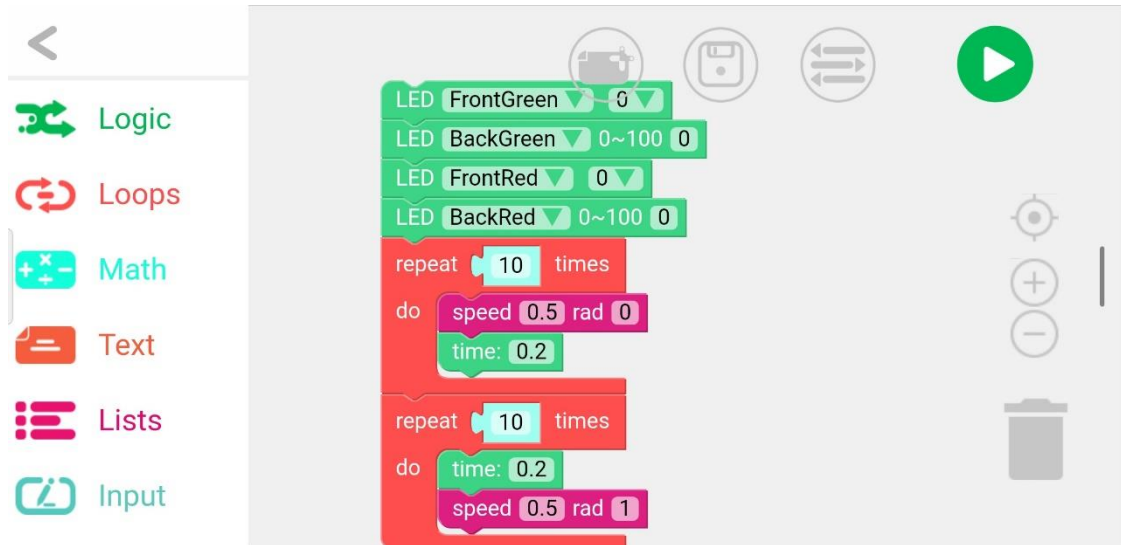 Logic
Loops
Math
Text
Lists
Input
LED FrontGreen 0
LED BackGreen 0~100 0
LED FrontRed 0
LED BackRed 0~100 0
repeat 10 times
do speed 0.5 rad 0
time: 0.2
repeat 10 times
do time: 0.2
speed 0.5 rad 1